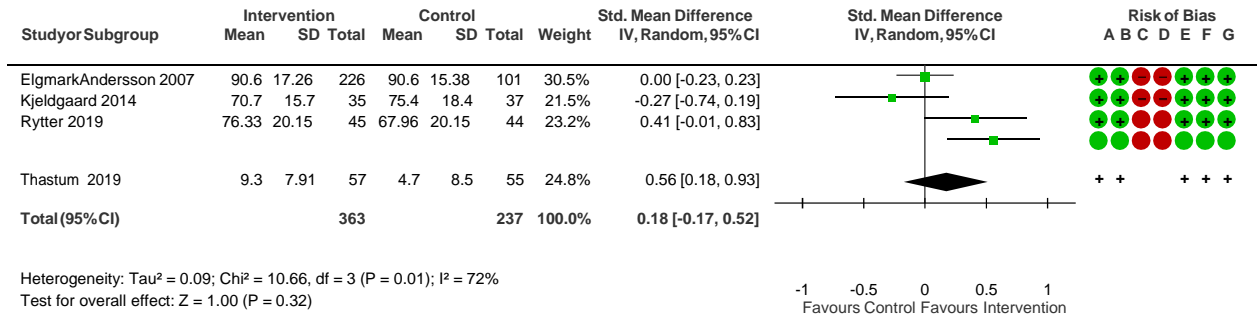 Intervention Control Std. Mean Difference Std. Mean Difference Risk of Bias
Study or Subgroup Mean SD Total Mean SD Total Weight IV, Random, 95% CI IV, Random, 95% CI A B C D E F G
ElgmarkAndersson 2007 90.6 17.26 226 90.6 15.38 101 30.5% 0.00 [-0.23, 0.23] + + − − + + +
Kjeldgaard 2014 70.7 15.7 35 75.4 18.4 37 21.5% -0.27 [-0.74, 0.19] + + − − + + +
Rytter 2019 76.33 20.15 45 67.96 20.15 44 23.2% 0.41 [-0.01, 0.83] + + + + +
Thastum 2019 9.3 7.91 57 4.7 8.5 55 24.8% 0.56 [0.18, 0.93] + + + + +
Total (95% CI) 363 237 100.0% 0.18 [-0.17, 0.52]
Heterogeneity: Tau² = 0.09; Chi² = 10.66, df = 3 (P = 0.01); I² = 72%
Test for overall effect: Z = 1.00 (P = 0.32)
-1 -0.5 0 0.5 1
Favours Control Favours Intervention